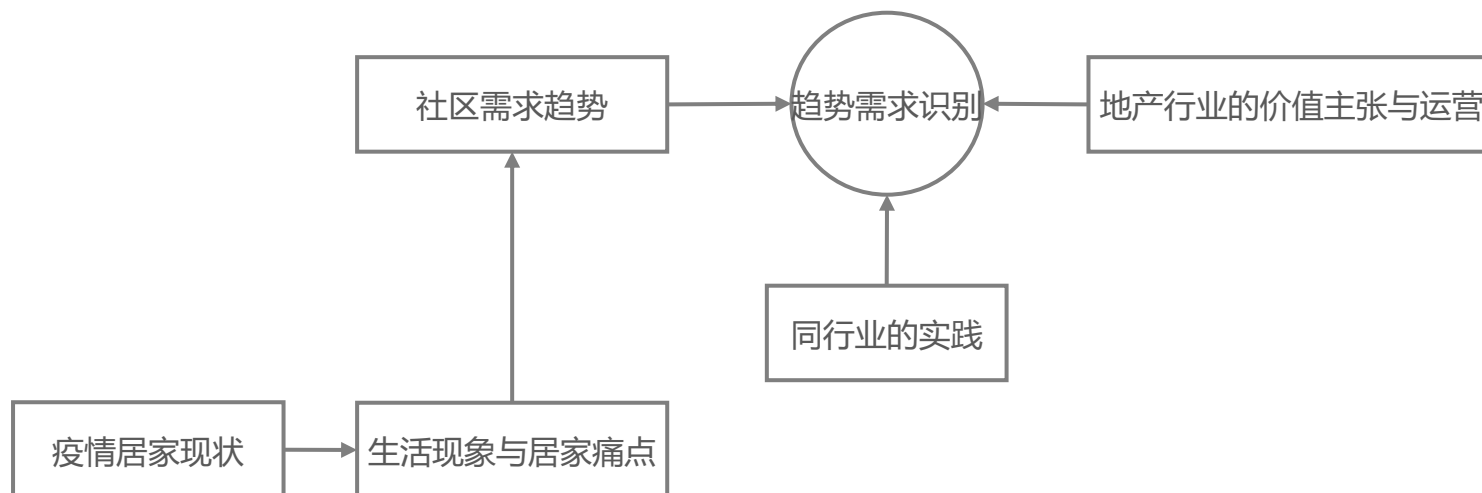 社区需求趋势
趋势需求识别
地产行业的价值主张与运营
同行业的实践
疫情居家现状
生活现象与居家痛点